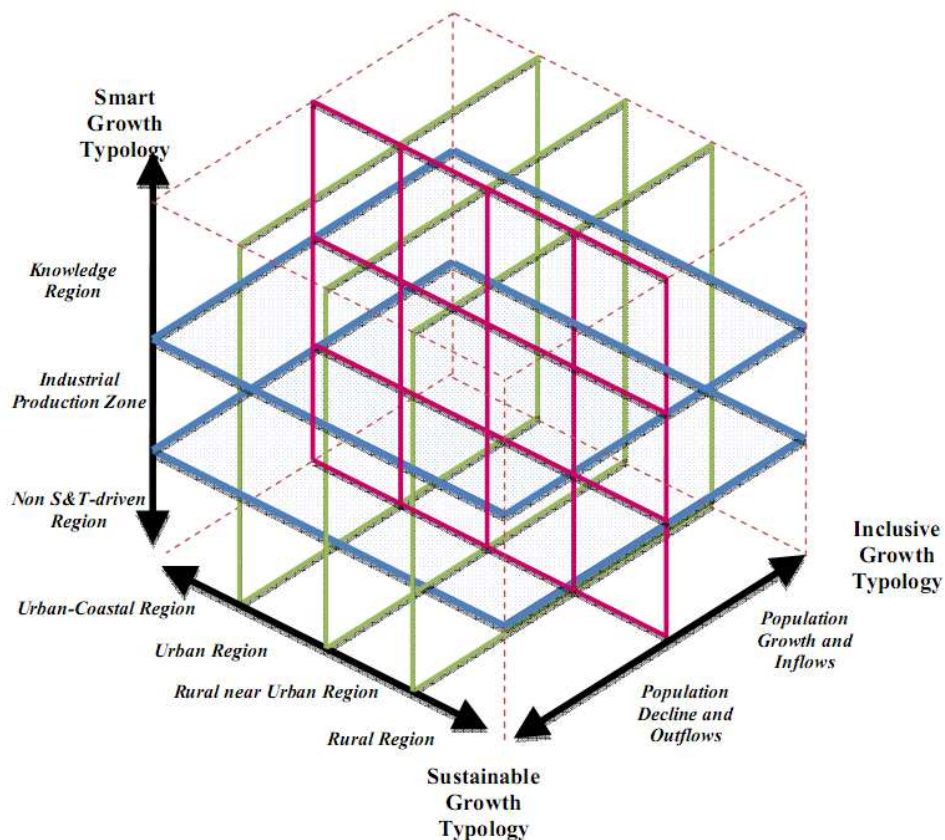 Smart
Growth
Typology
Knowledge
Region
Industrial
Production Zone
Non S&T-driven
Region
Urban-Coastal Region
Urban Region
Rural near Urban Region
Rural Region
Sustainable
Growth
Typology
Inclusive
Growth
Typology
Population
Growth and
Inflows
Population
Decline and
Outflows